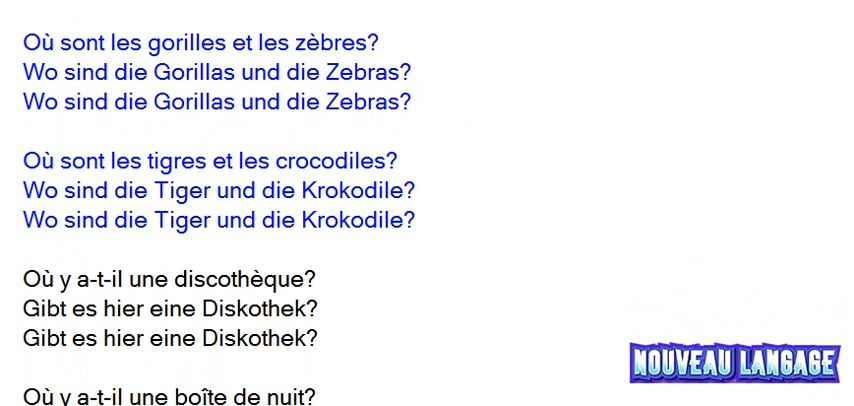 Où sont les gorilles et les zèbres?
Wo sind die Gorillas und die Zebras?
Wo sind die Gorillas und die Zebras?
Où sont les tigres et les crocodiles?
Wo sind die Tiger und die Krokodile?
Wo sind die Tiger und die Krokodile?
Où y a-t-il une discothèque?
Gibt es hier eine Diskothek?
Gibt es hier eine Diskothek?
NOUVEAU LANGAGE
Où y a-t-il une boîte de nuit?